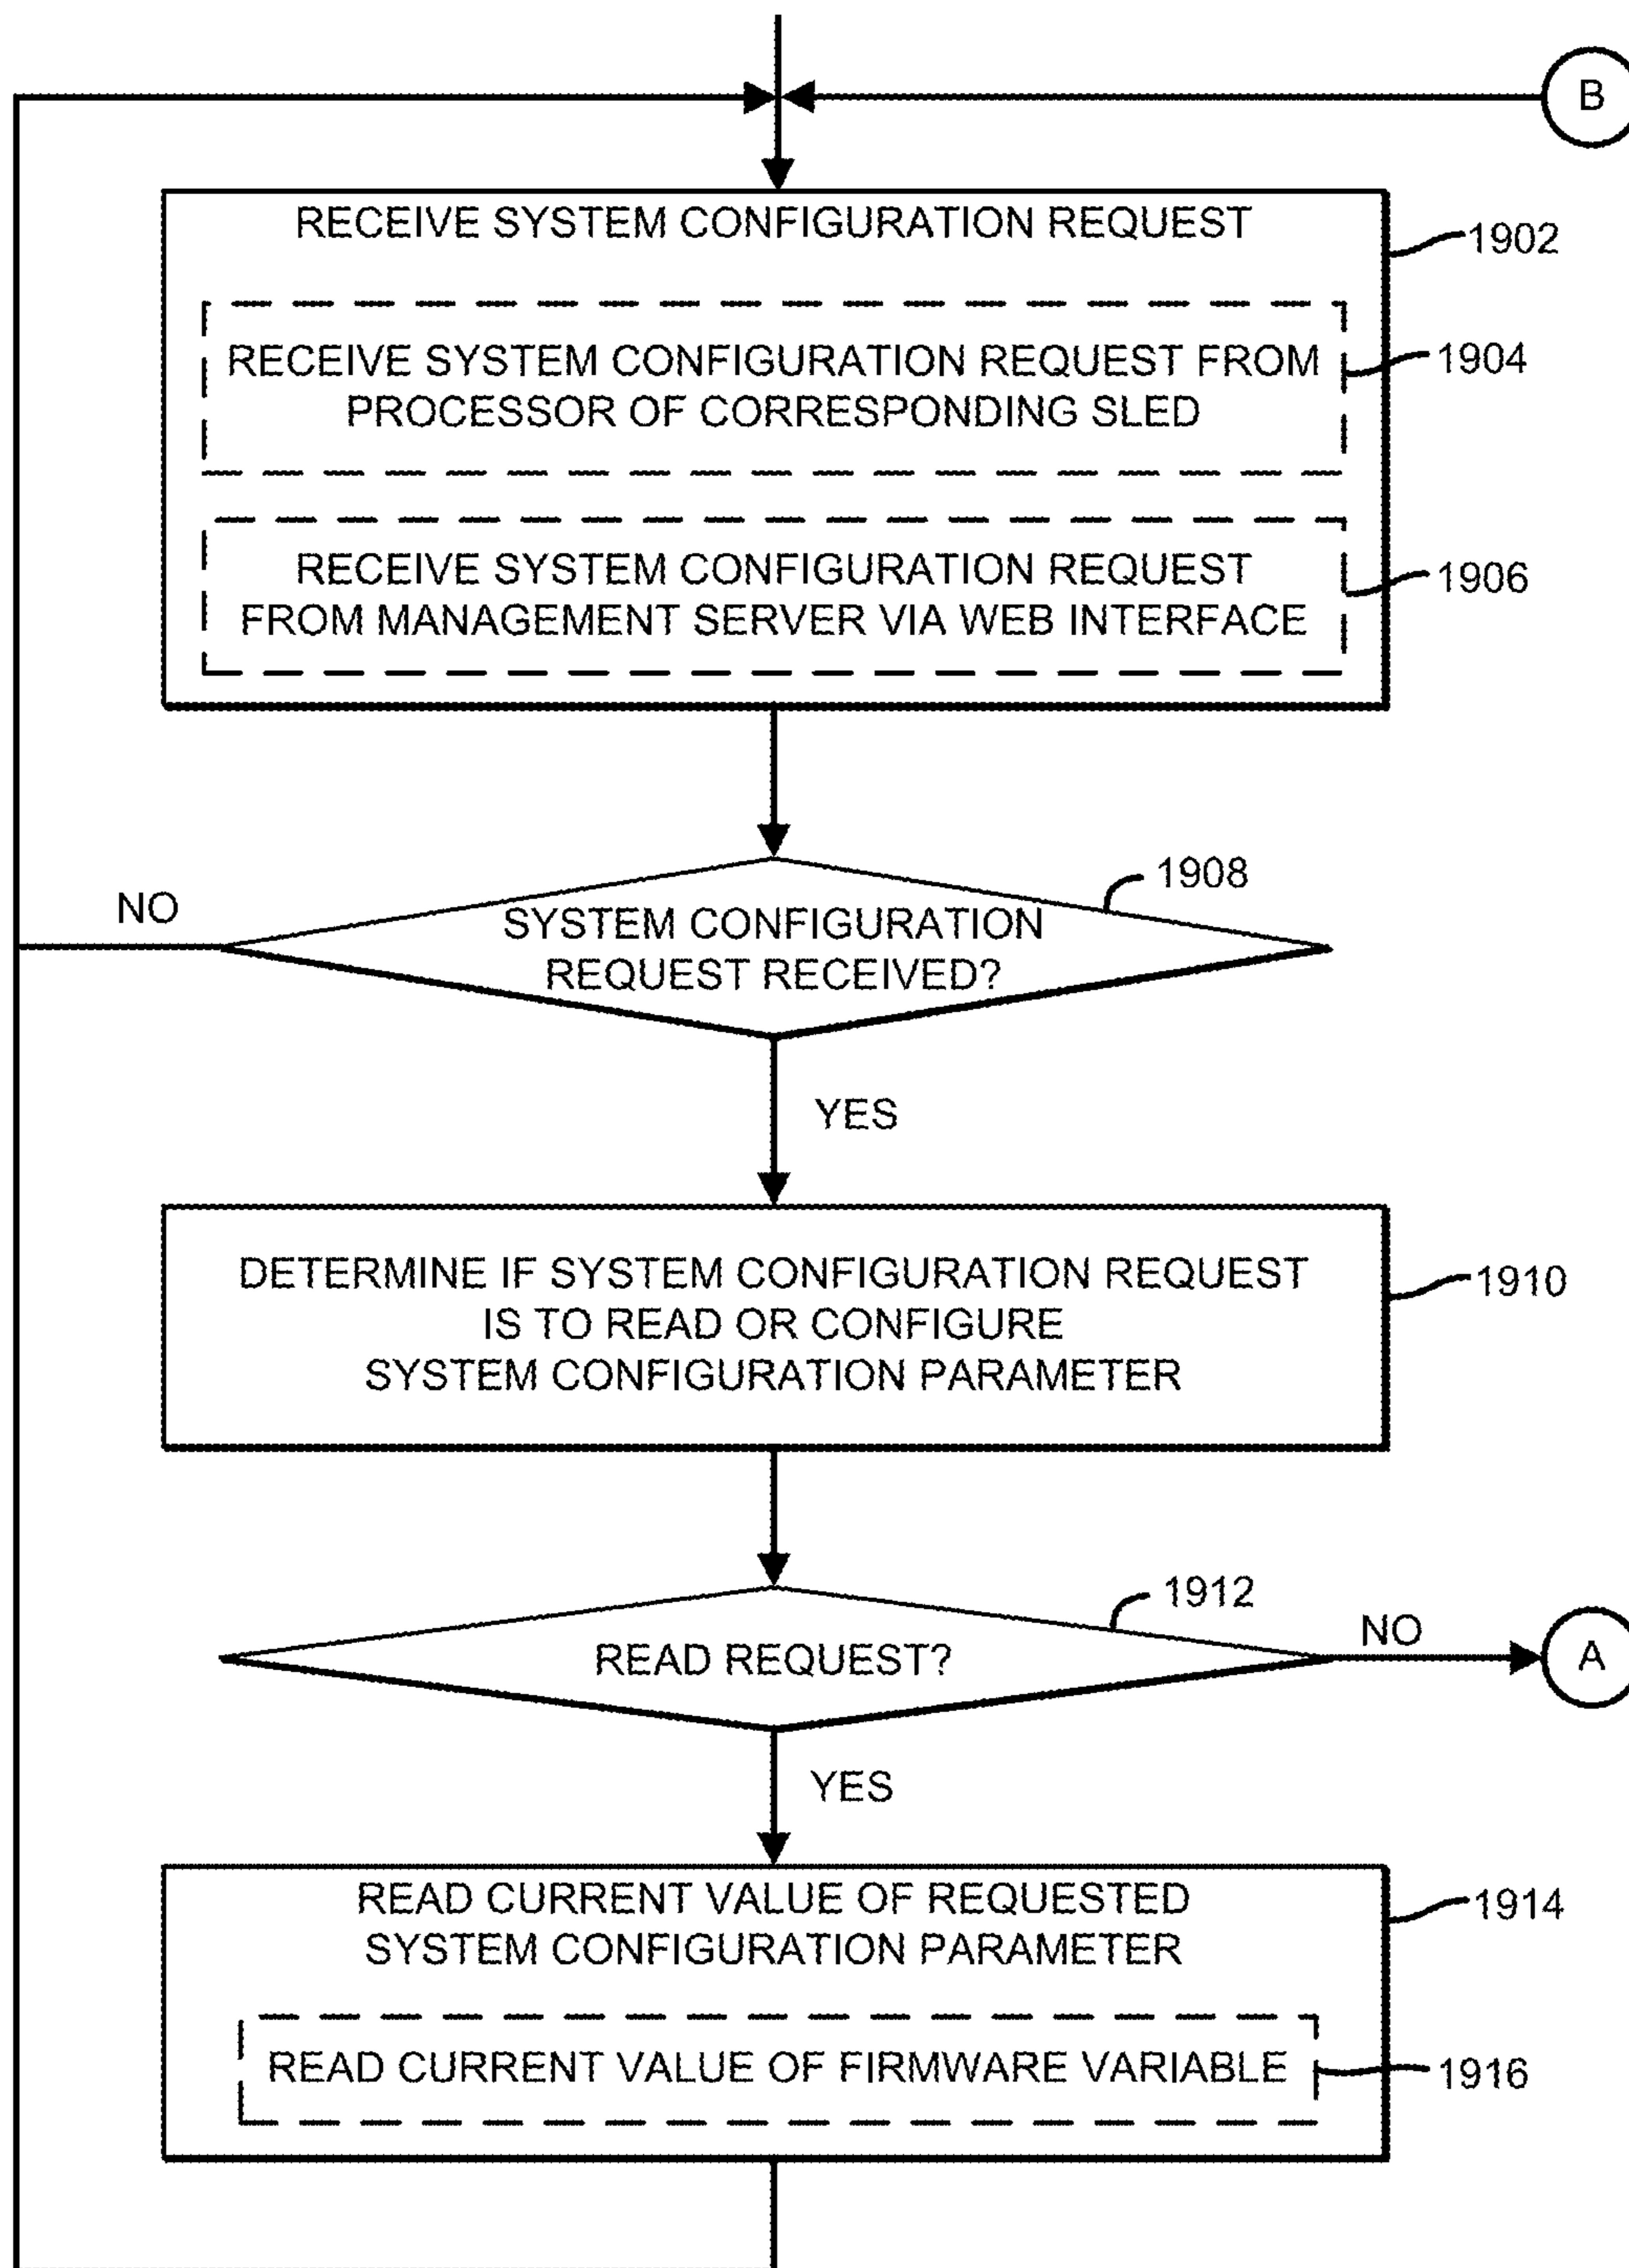 B
RECEIVE SYSTEM CONFIGURATION REQUEST
1902
RECEIVE SYSTEM CONFIGURATION REQUEST FROM
PROCESSOR OF CORRESPONDING SLED
1904
RECEIVE SYSTEM CONFIGURATION REQUEST
FROM MANAGEMENT SERVER VIA WEB INTERFACE
1906
1908
NO
SYSTEM CONFIGURATION
REQUEST RECEIVED?
YES
DETERMINE IF SYSTEM CONFIGURATION REQUEST
IS TO READ OR CONFIGURE
SYSTEM CONFIGURATION PARAMETER
1910
1912
READ REQUEST?
NO
A
YES
READ CURRENT VALUE OF REQUESTED
SYSTEM CONFIGURATION PARAMETER
1914
READ CURRENT VALUE OF FIRMWARE VARIABLE
1916